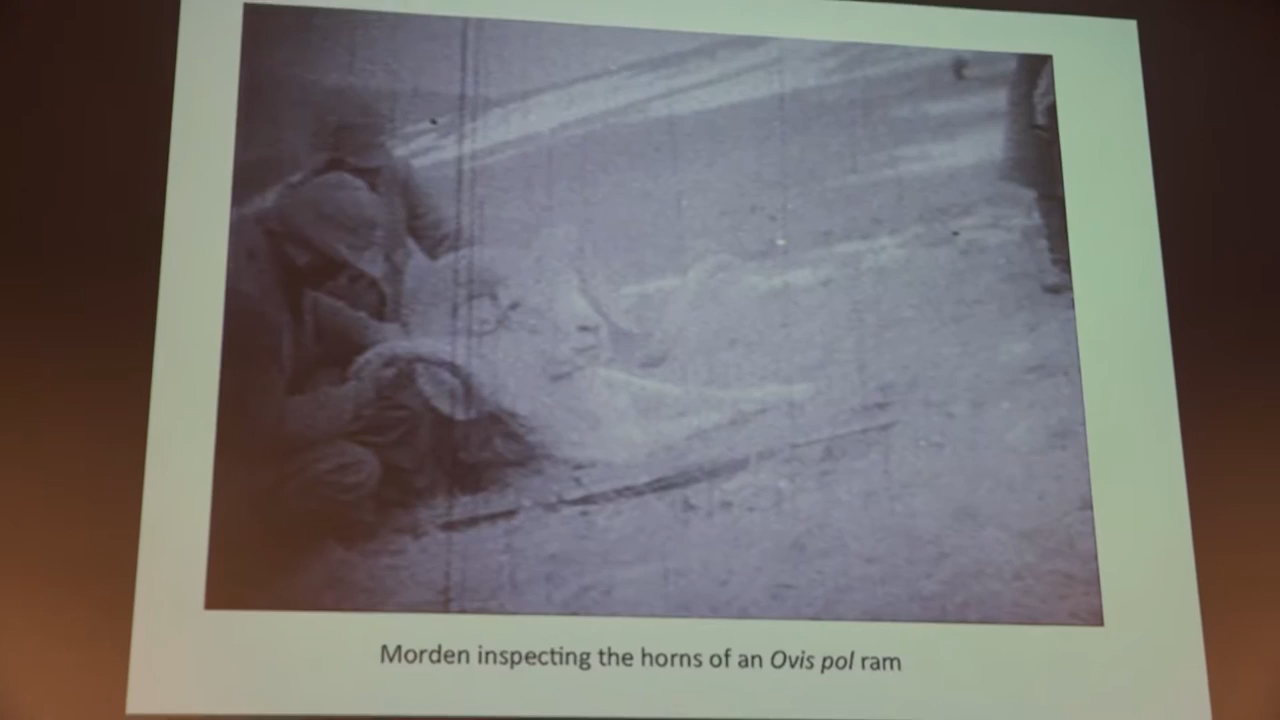 Morden inspecting the horns of an Ovis pol ram